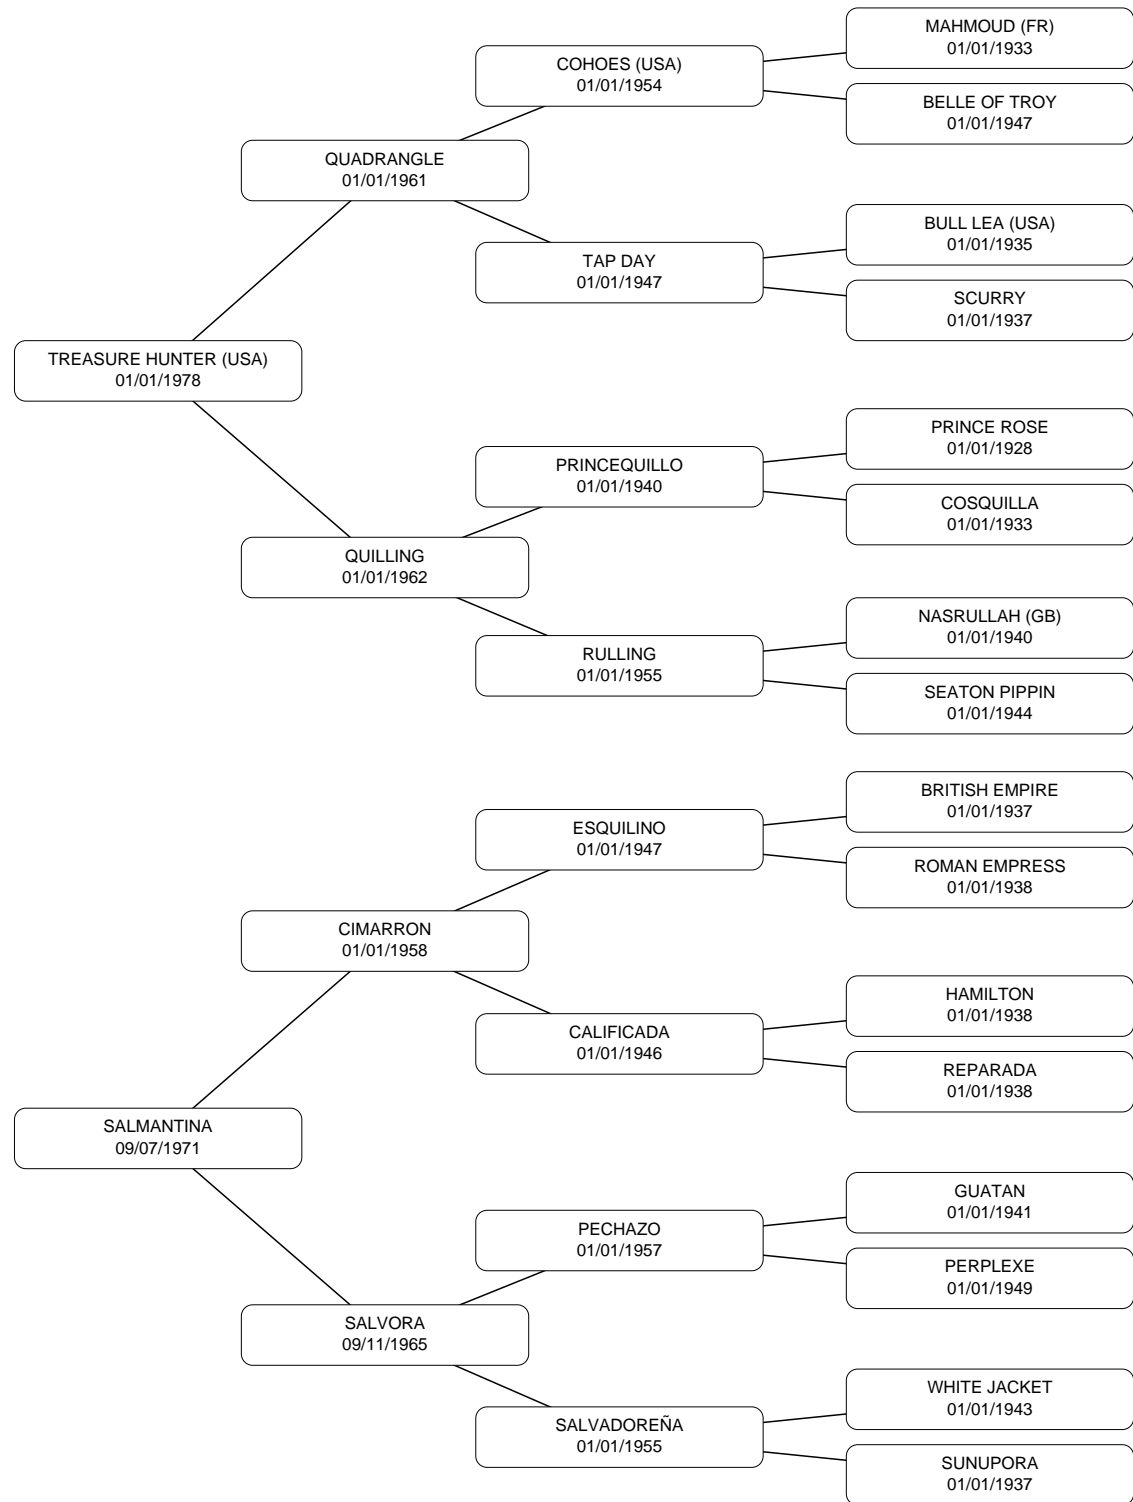 MAHMOUD (FR)
01/01/1933
COHOES (USA)
01/01/1954
BELLE OF TROY
01/01/1947
QUADRANGLE
01/01/1961
BULL LEA (USA)
01/01/1935
TAP DAY
01/01/1947
SCURRY
01/01/1937
TREASURE HUNTER (USA)
01/01/1978
PRINCE ROSE
01/01/1928
PRINCEQUILLO
01/01/1940
COSQUILLA
01/01/1933
QUILLING
01/01/1962
NASRULLAH (GB)
01/01/1940
RULLING
01/01/1955
SEATON PIPPIN
01/01/1944
BRITISH EMPIRE
01/01/1937
ESQUILINO
01/01/1947
ROMAN EMPRESS
01/01/1938
CIMARRON
01/01/1958
HAMILTON
01/01/1938
CALIFICADA
01/01/1946
REPARADA
01/01/1938
SALMANTINA
09/07/1971
GUATAN
01/01/1941
PECHAZO
01/01/1957
PERPLEXE
01/01/1949
SALVORA
09/11/1965
WHITE JACKET
01/01/1943
SALVADOREÑA
01/01/1955
SUNUPORA
01/01/1937